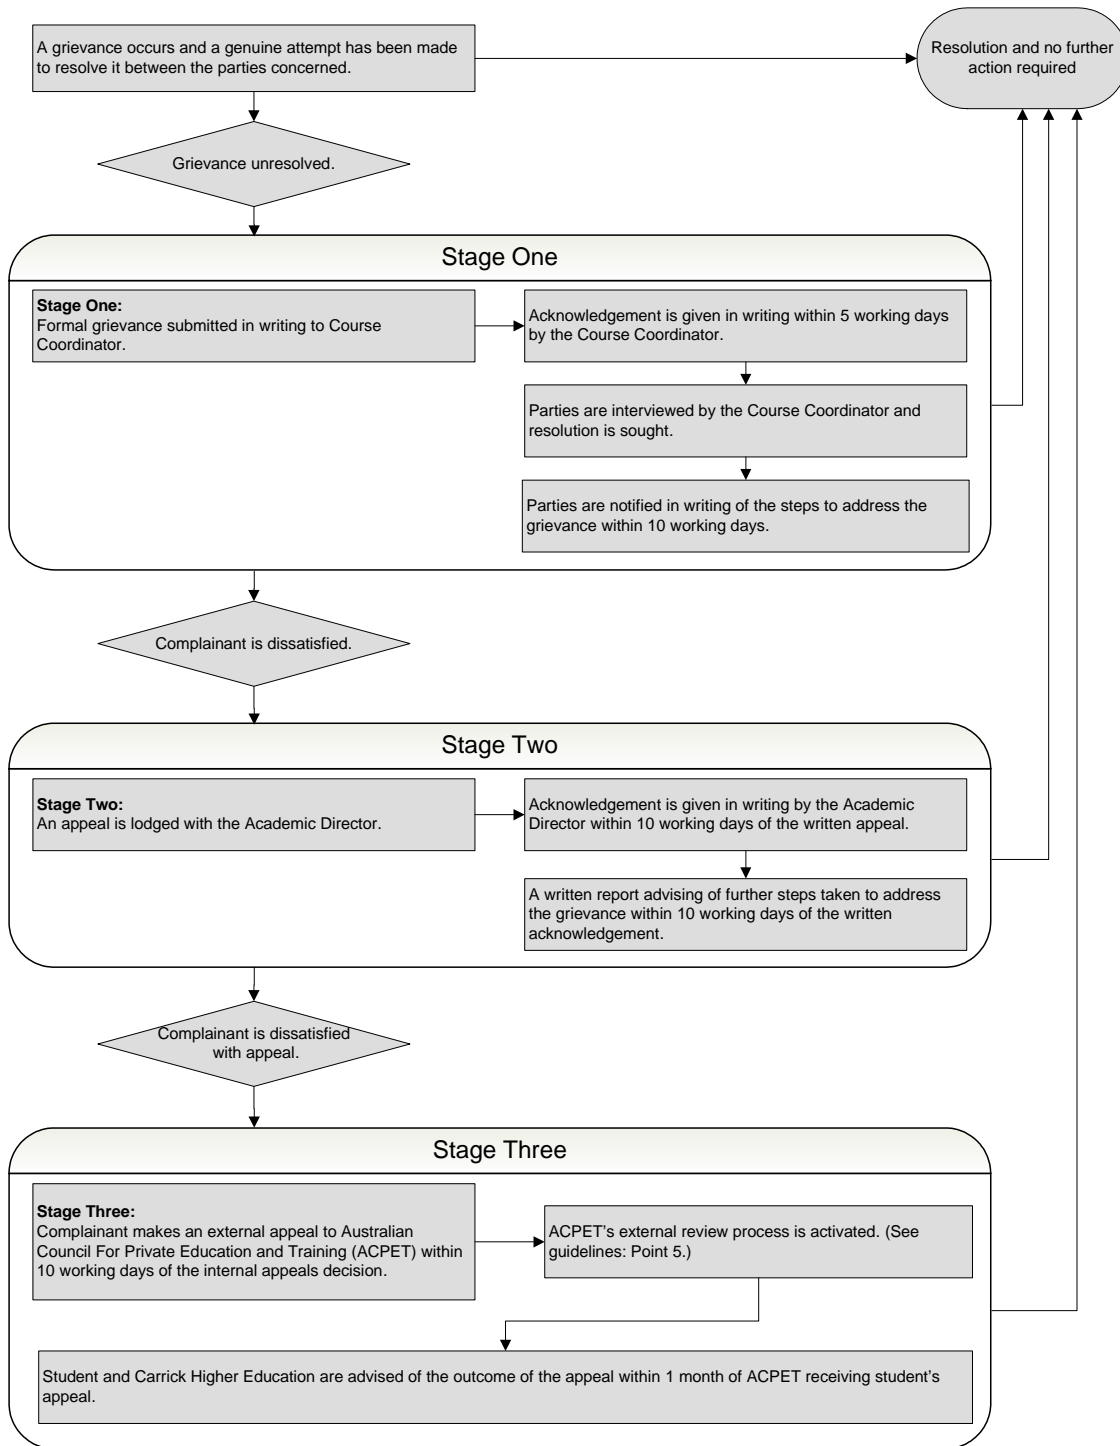 A grievance occurs and a genuine attempt has been made
to resolve it between the parties concerned.
Resolution and no further
action required
Grievance unresolved.
Stage One
Stage One:
Formal grievance submitted in writing to Course
Coordinator.
Acknowledgement is given in writing within 5 working days
by the Course Coordinator.
Parties are interviewed by the Course Coordinator and
resolution is sought.
Parties are notified in writing of the steps to address the
grievance within 10 working days.
Complainant is dissatisfied.
Stage Two
Stage Two:
An appeal is lodged with the Academic Director.
Acknowledgement is given in writing by the Academic
Director within 10 working days of the written appeal.
A written report advising of further steps taken to address
the grievance within 10 working days of the written
acknowledgement.
Complainant is dissatisfied
with appeal.
Stage Three
Stage Three:
Complainant makes an external appeal to Australian
Council For Private Education and Training (ACPET) within
10 working days of the internal appeals decision.
ACPET’s external review process is activated. (See
guidelines: Point 5.)
Student and Carrick Higher Education are advised of the outcome of the appeal within 1 month of ACPET receiving student’s
appeal.